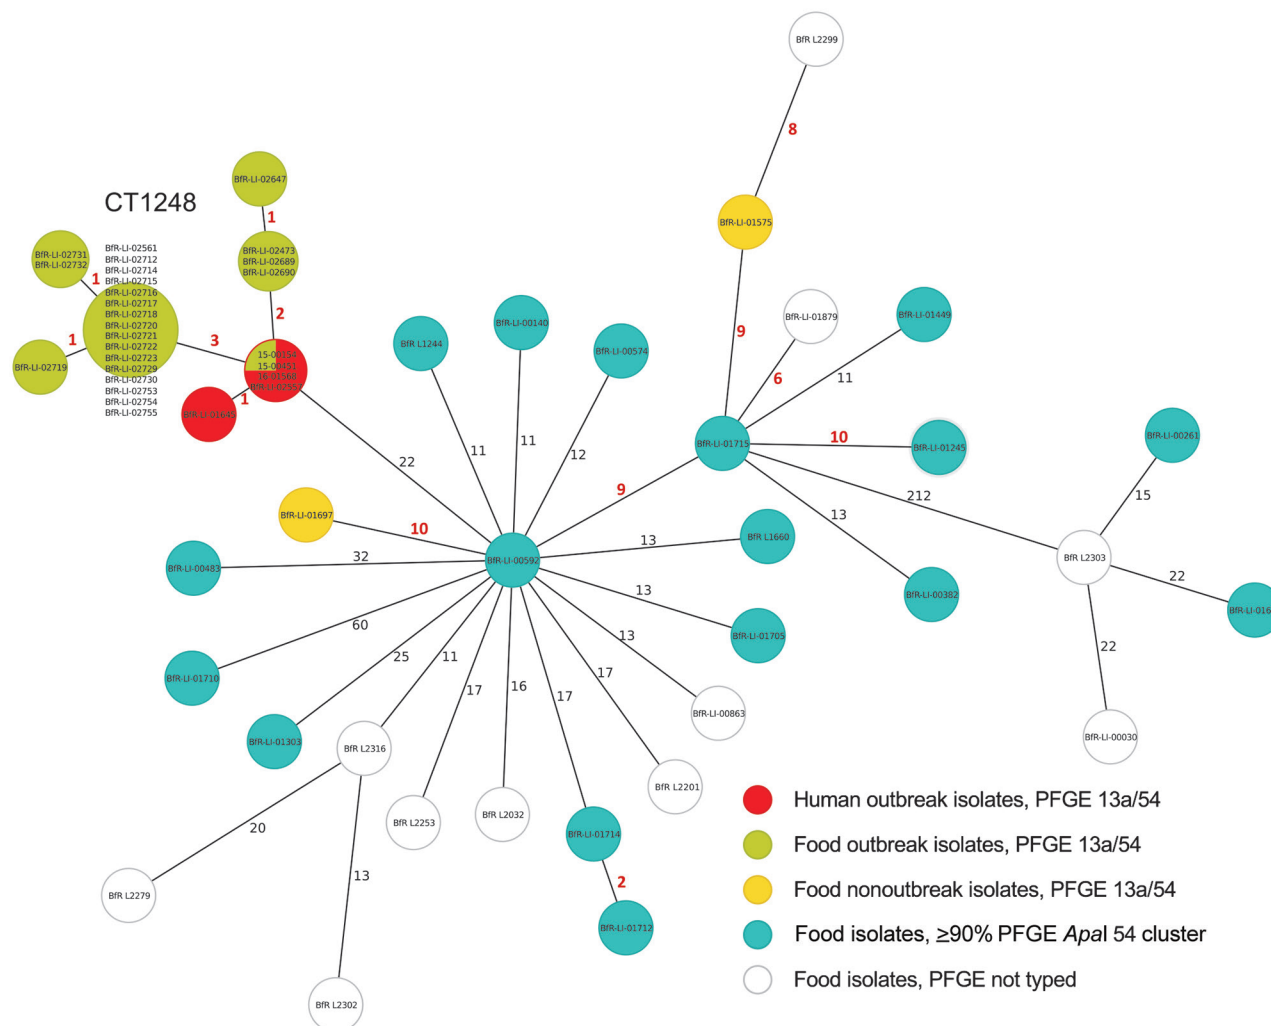 BfR L2299
8
BfR-LI-02647
CT1248
1
BfR-LI-01575
BfR-LI-02731
BfR-LI-02732
1
BfR-LI-02561
BfR-LI-02712
BfR-LI-02714
BfR-LI-02715
BfR-LI-02716
BfR-LI-02717
BfR-LI-02718
BfR-LI-02720
BfR-LI-02721
BfR-LI-02722
BfR-LI-02723
BfR-LI-02729
BfR-LI-02730
BfR-LI-02753
BfR-LI-02754
BfR-LI-02755
BfR-LI-02473
BfR-LI-02689
BfR-LI-02690
2
3
1
BfR-LI-02719
15-00451
1
BfR L1244
BfR-LI-00140
BfR-LI-00574
9
BfR-LI-01879
BfR-LI-01449
6
11
BfR-LI-01715
10
BfR-LI-01245
BfR-LI-00261
22
11
11
12
9
212
15
13
BfR-LI-01697
10
BfR-LI-00592
13
BfR L1660
BfR L2303
BfR-LI-00483
32
13
BfR-LI-00382
22
BfR-LI-016
60
25
11
13
BfR-LI-01705
22
BfR-LI-01710
17
16
17
17
BfR-LI-00863
BfR-LI-01303
BfR L2316
BfR-LI-00030
BfR L2201
20
BfR L2253
BfR L2032
BfR-LI-01714
13
2
BfR L2279
BfR-LI-01712
BfR L2302
Human outbreak isolates, PFGE 13a/54
Food outbreak isolates, PFGE 13a/54
Food nonoutbreak isolates, PFGE 13a/54
Food isolates, ≥90% PFGE ApaI 54 cluster
Food isolates, PFGE not typed